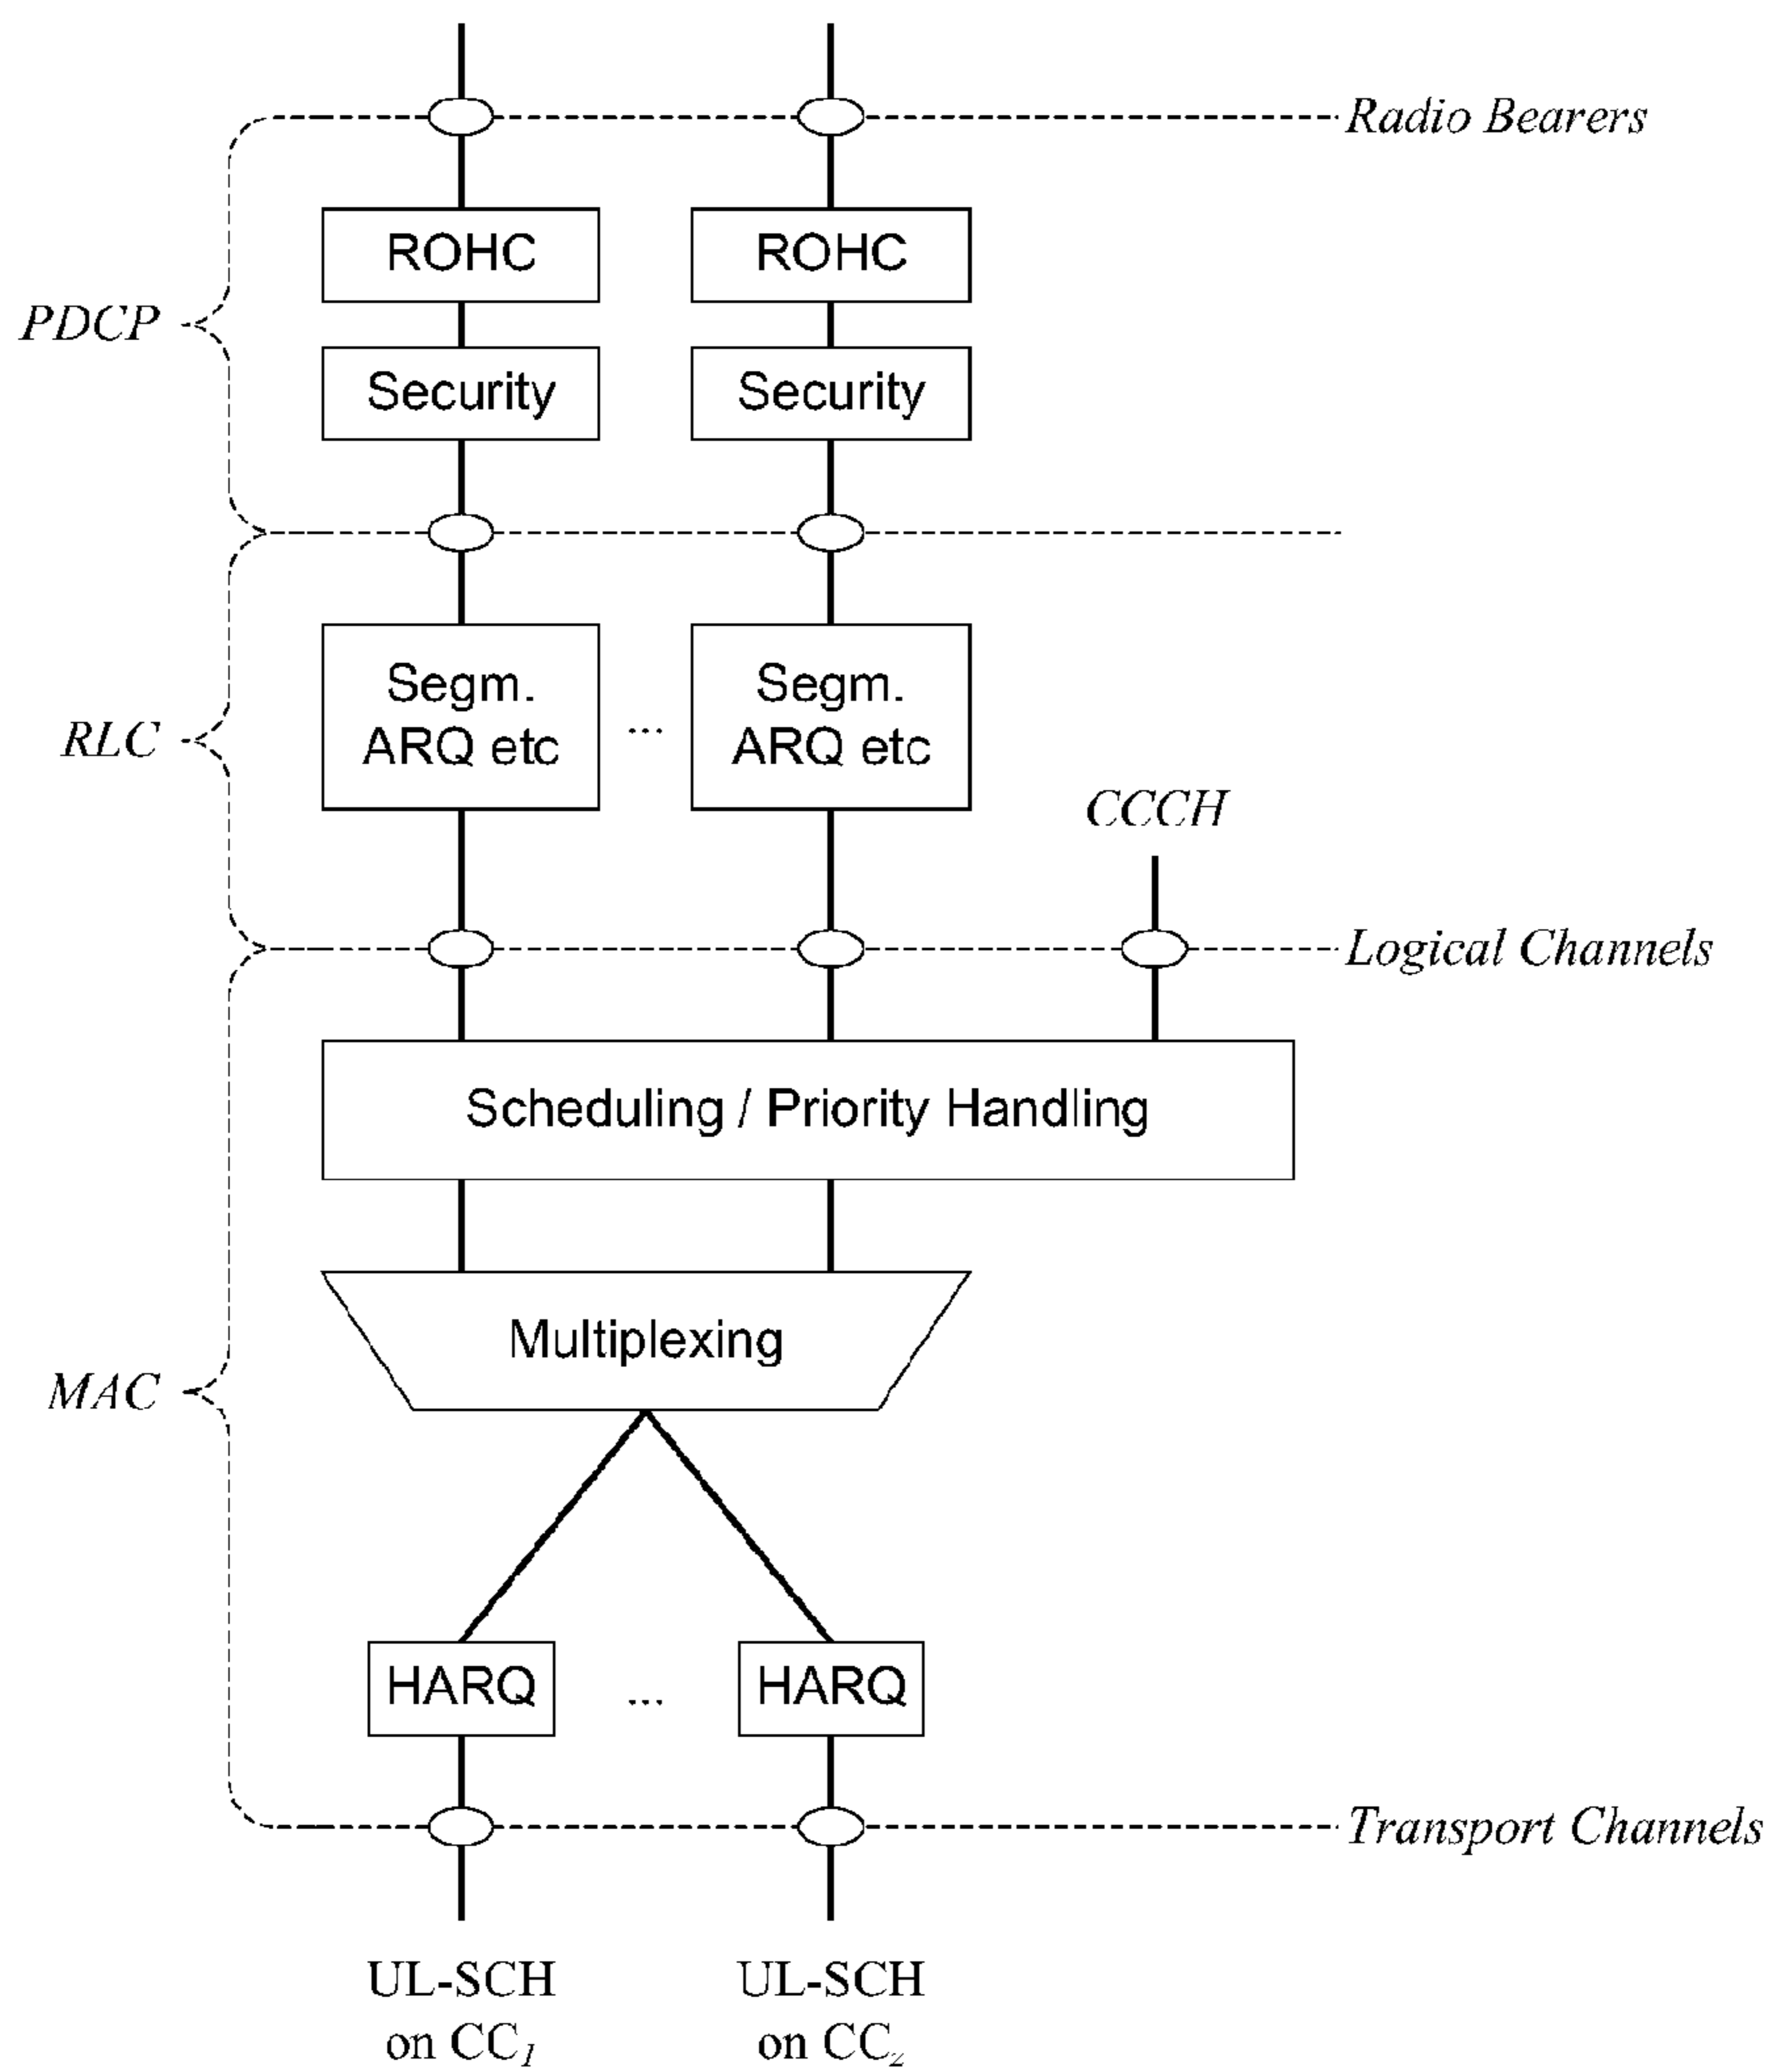 Radio Bearers
ROHC ROHC
PDCP
Security Security
Segm. Segm.
RLC ARQ etc ... ARQ etc
CCCH
Logical Channels
Scheduling / Priority Handling
Multiplexing
MAC
HARQ ... HARQ
Transport Channels
UL-SCH UL-SCH
on CC1 on CCz